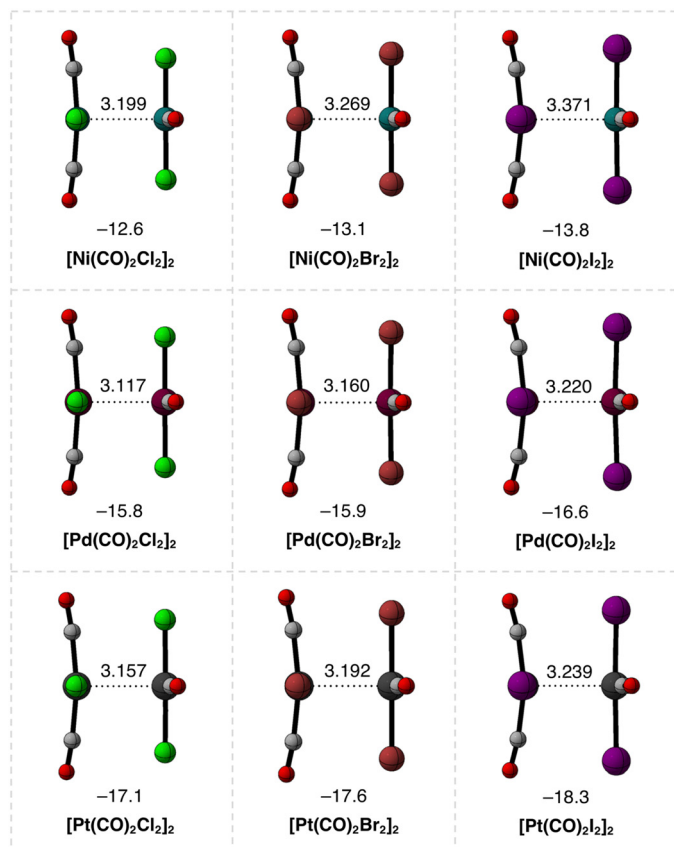 3.199 3.269 3.371
–12.6 –13.1 –13.8
[Ni(CO)₂Cl₂]₂ [Ni(CO)₂Br₂]₂ [Ni(CO)₂I₂]₂
3.117 3.160 3.220
–15.8 –15.9 –16.6
[Pd(CO)₂Cl₂]₂ [Pd(CO)₂Br₂]₂ [Pd(CO)₂I₂]₂
3.157 3.192 3.239
–17.1 –17.6 –18.3
[Pt(CO)₂Cl₂]₂ [Pt(CO)₂Br₂]₂ [Pt(CO)₂I₂]₂